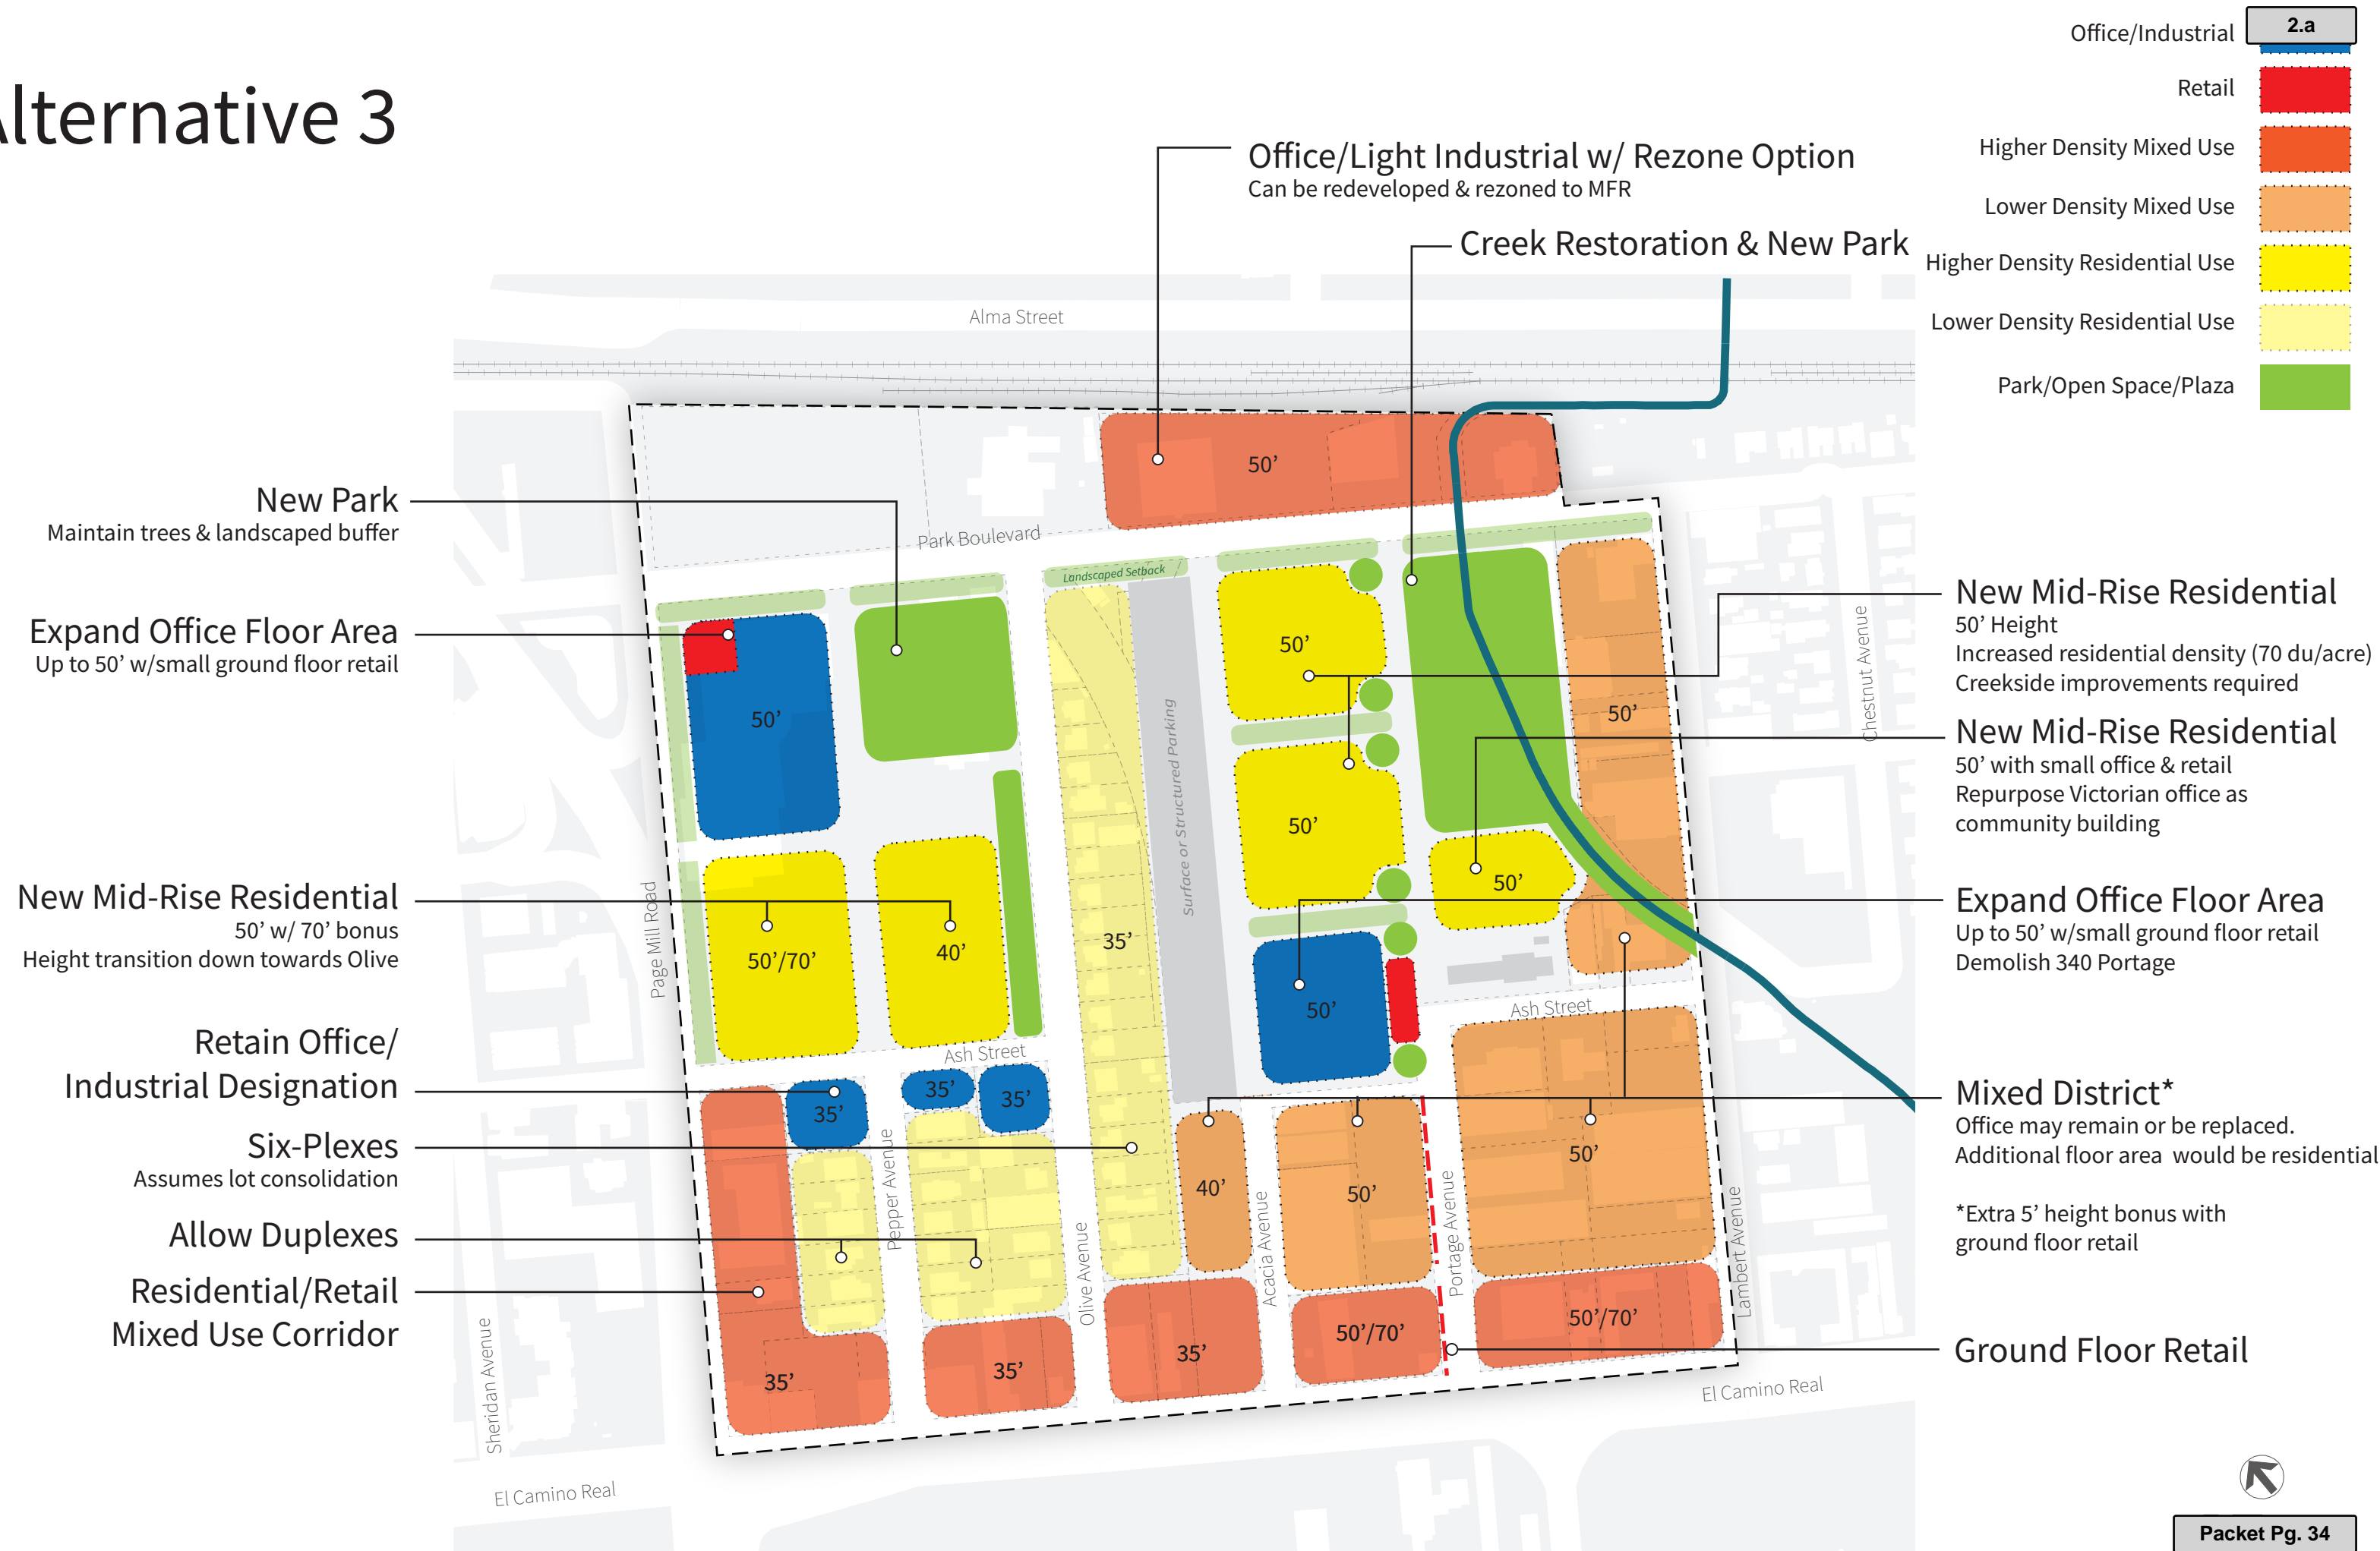 Alternative 3
2.a
Office/Industrial
Retail
Higher Density Mixed Use
Lower Density Mixed Use
Higher Density Residential Use
Lower Density Residential Use
Park/Open Space/Plaza
Office/Light Industrial w/ Rezone Option
Can be redeveloped & rezoned to MFR
Creek Restoration & New Park
New Park
Maintain trees & landscaped buffer
Expand Office Floor Area
Up to 50’ w/small ground floor retail
New Mid-Rise Residential
50’ w/ 70’ bonus
Height transition down towards Olive
Retain Office/
Industrial Designation
Six-Plexes
Assumes lot consolidation
Allow Duplexes
Residential/Retail
Mixed Use Corridor
Alma Street
Park Boulevard
Landscaped Setback
Surface or Structured Parking
Page Mill Road
Ash Street
Ash Street
Pepper Avenue
Olive Avenue
Acacia Avenue
Portage Avenue
Lambert Avenue
Chestnut Avenue
Sheridan Avenue
El Camino Real
El Camino Real
50’
50’
50’
50’
50’
50’
50’/70’
40’
35’
50’
35’
35’
35’
40’
50’
50’
35’
35’
35’
50’/70’
50’/70’
New Mid-Rise Residential
50’ Height
Increased residential density (70 du/acre)
Creekside improvements required
New Mid-Rise Residential
50’ with small office & retail
Repurpose Victorian office as
community building
Expand Office Floor Area
Up to 50’ w/small ground floor retail
Demolish 340 Portage
Mixed District*
Office may remain or be replaced.
Additional floor area would be residential
*Extra 5’ height bonus with
ground floor retail
Ground Floor Retail
Packet Pg. 34